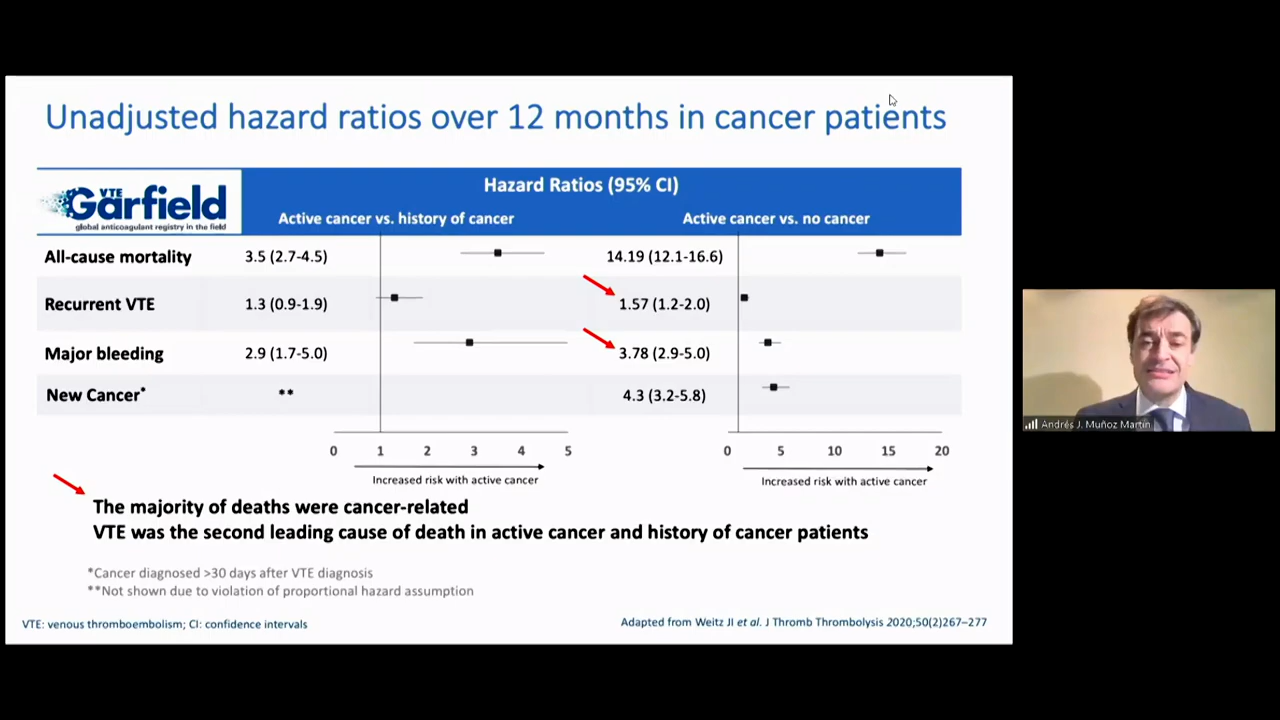 Unadjusted hazard ratios over 12 months in cancer patients
VTE
Garfield
global anticoagulant registry in the field
Hazard Ratios (95% CI)
Active cancer vs. history of cancer
Active cancer vs. no cancer
All-cause mortality 3.5 (2.7-4.5) 14.19 (12.1-16.6)
Recurrent VTE 1.3 (0.9-1.9) 1.57 (1.2-2.0)
Major bleeding 2.9 (1.7-5.0) 3.78 (2.9-5.0)
New Cancer* ** 4.3 (3.2-5.8)
0 1 2 3 4 5 0 5 10 15 20
Increased risk with active cancer
Increased risk with active cancer
The majority of deaths were cancer-related
VTE was the second leading cause of death in active cancer and history of cancer patients
*Cancer diagnosed >30 days after VTE diagnosis
**Not shown due to violation of proportional hazard assumption
VTE: venous thromboembolism; CI: confidence intervals
Adapted from Weitz JI et al. J Thromb Thrombolysis 2020;50(2)267–277
Andrés J. Muñoz Martín